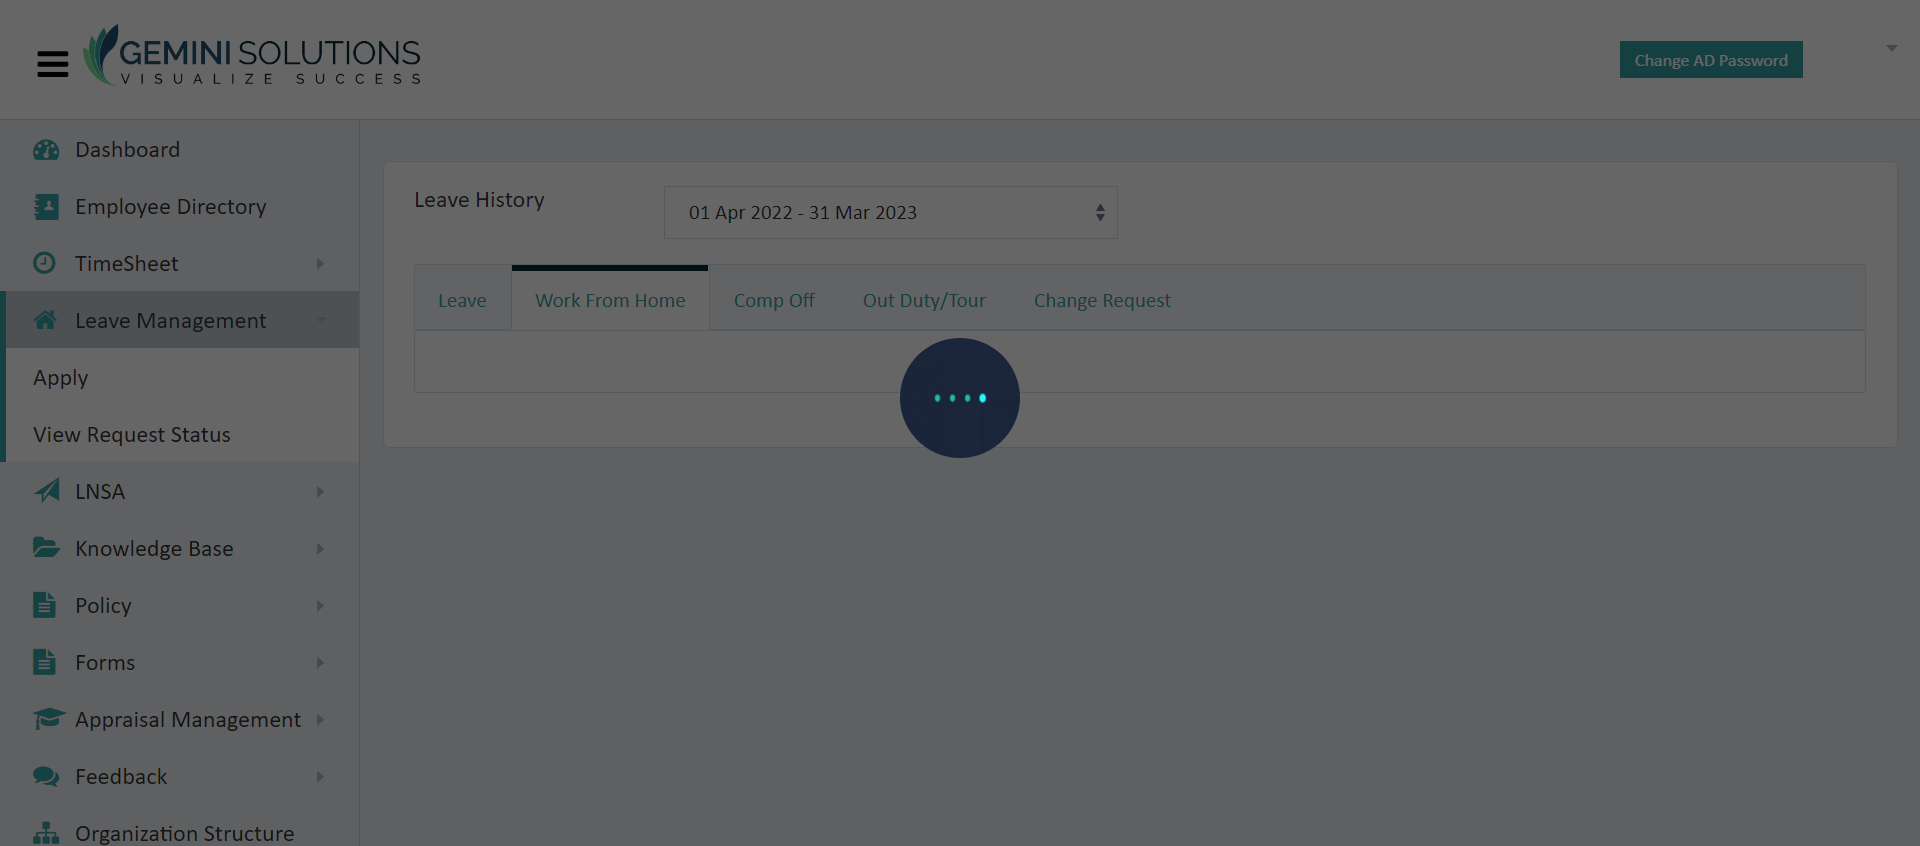 GEMINI SOLUTIONS
VISUALIZE SUCCESS
Change AD Password
Dashboard
Employee Directory
TimeSheet
Leave Management
Apply
View Request Status
LNSA
Knowledge Base
Policy
Forms
Appraisal Management
Feedback
Organization Structure
Leave History
01 Apr 2022 - 31 Mar 2023
Leave Work From Home Comp Off Out Duty/Tour Change Request